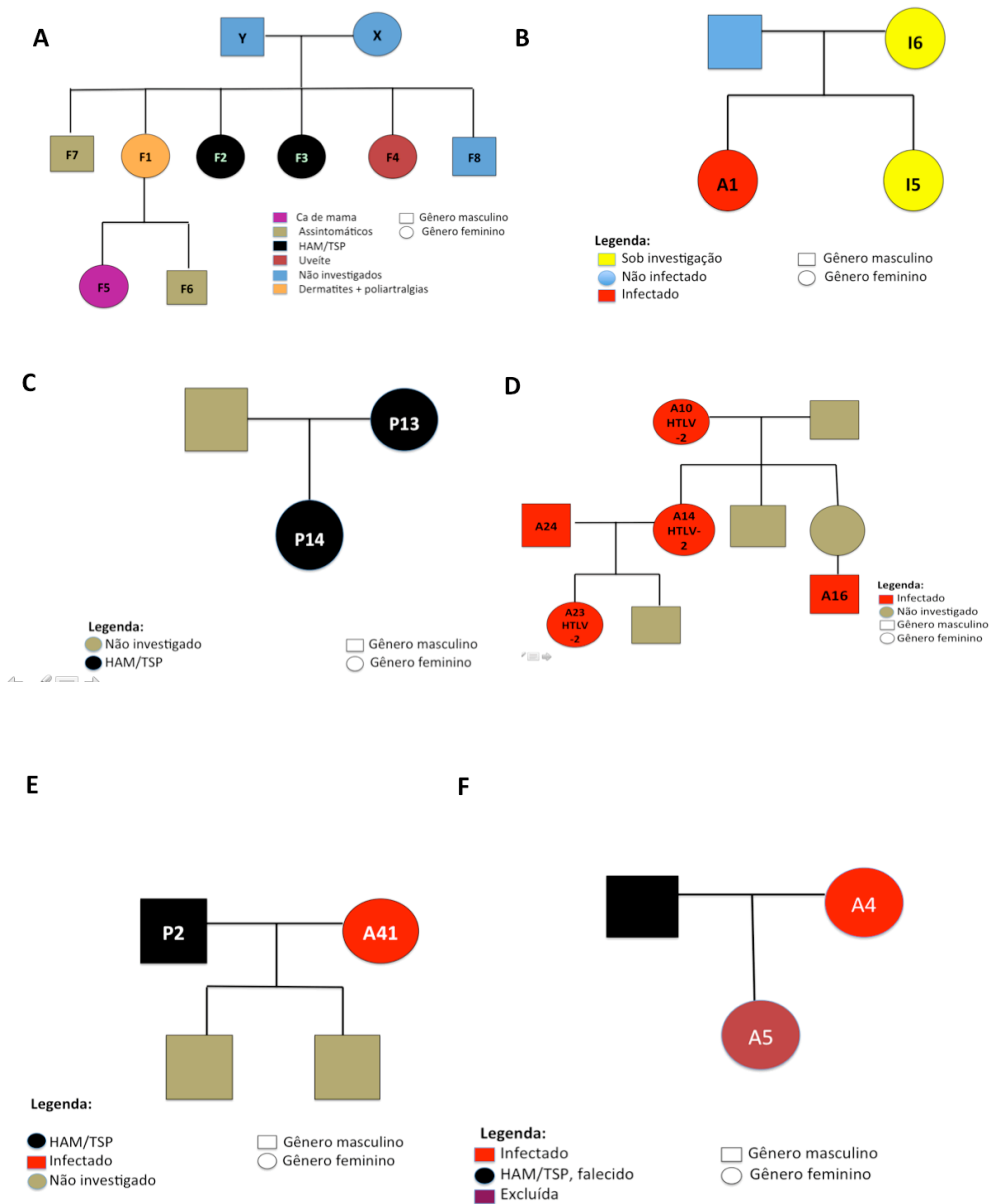 A
Y
X
F7
F1
F2
F3
F4
F8
F5
F6
Ca de mama
Assintomáticos
HAM/TSP
Uveíte
Não investigados
Dermatites + poliartralgias
Gênero masculino
Gênero feminino
B
I6
A1
I5
Legenda:
Sob investigação
Não infectado
Infectado
Gênero masculino
Gênero feminino
C
P13
P14
Legenda:
Não investigado
HAM/TSP
Gênero masculino
Gênero feminino
D
A10
HTLV
-2
A24
A14
HTLV-
2
A16
A23
HTLV
-2
Legenda:
Infectado
Não investigado
Gênero masculino
Gênero feminino
E
P2
A41
Legenda:
HAM/TSP
Infectado
Não investigado
Gênero masculino
Gênero feminino
F
A4
A5
Legenda:
Infectado
HAM/TSP, falecido
Excluída
Gênero masculino
Gênero feminino